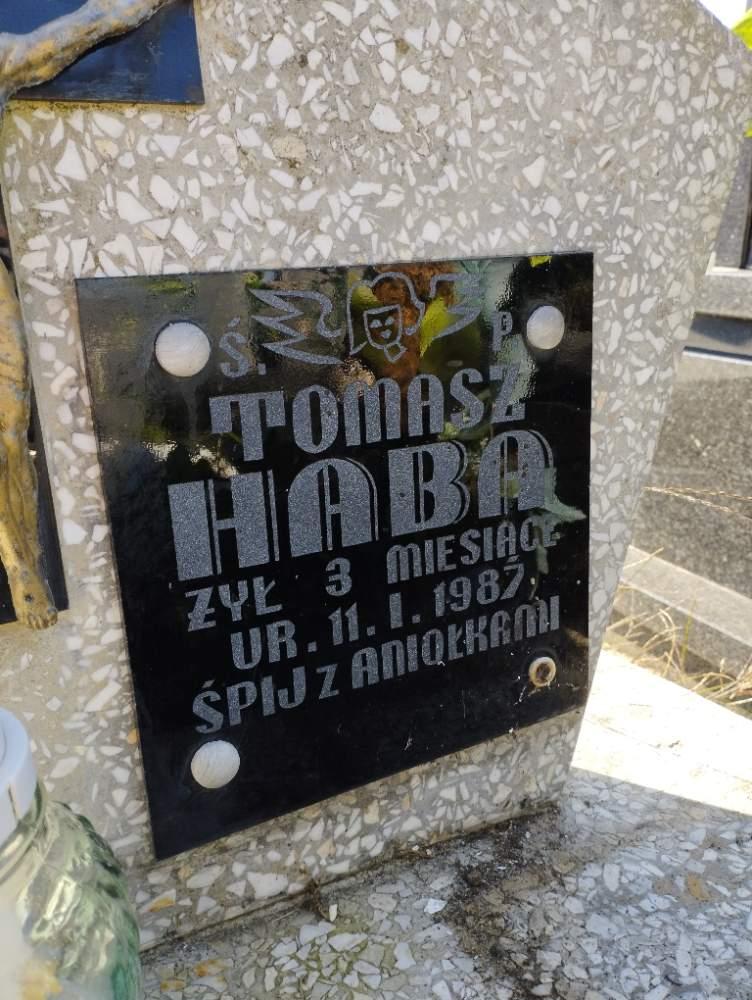 Ś. P.
TOMASZ
HABA
ŻYŁ 3 MIESIĄCE
UR. 11. I. 1987
ŚPIJ Z ANIOŁKAMI